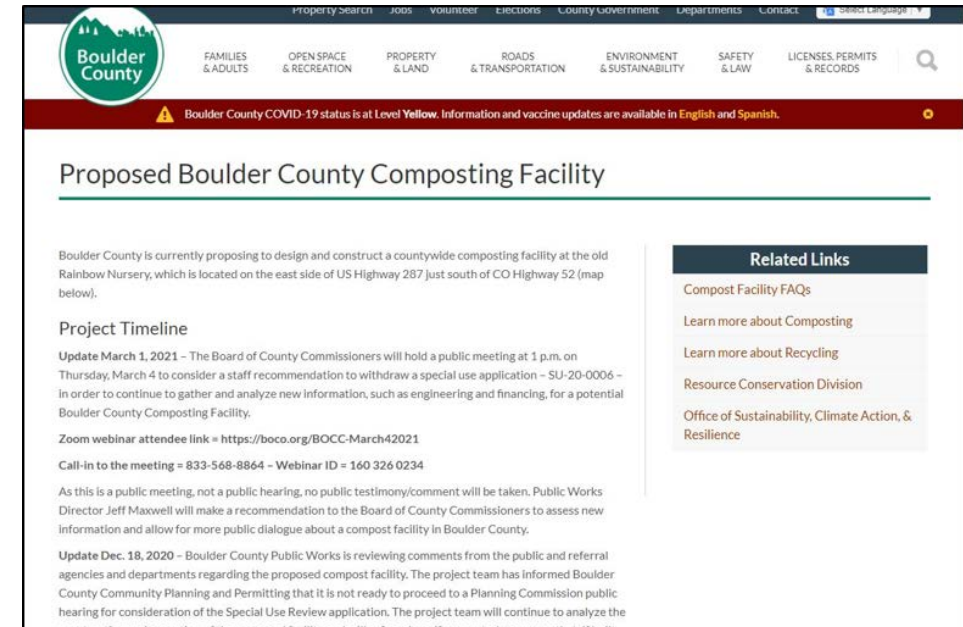 Property Search Jobs Volunteer Elections County Government Departments Contact Select Language
Boulder County
FAMILIES & ADULTS
OPEN SPACE & RECREATION
PROPERTY & LAND
ROADS & TRANSPORTATION
ENVIRONMENT & SUSTAINABILITY
SAFETY & LAW
LICENSES, PERMITS & RECORDS
Boulder County COVID-19 status is at Level Yellow. Information and vaccine updates are available in English and Spanish.
Proposed Boulder County Composting Facility
Boulder County is currently proposing to design and construct a countywide composting facility at the old
Rainbow Nursery, which is located on the east side of US Highway 287 just south of CO Highway 52 (map
below).
Project Timeline
Update March 1, 2021 – The Board of County Commissioners will hold a public meeting at 1 p.m. on
Thursday, March 4 to consider a staff recommendation to withdraw a special use application – SU-20-0006 –
in order to continue to gather and analyze new information, such as engineering and financing, for a potential
Boulder County Composting Facility.
Zoom webinar attendee link = https://boco.org/BOCC-March42021
Call-in to the meeting = 833-568-8864 – Webinar ID = 160 326 0234
As this is a public meeting, not a public hearing, no public testimony/comment will be taken. Public Works
Director Jeff Maxwell will make a recommendation to the Board of County Commissioners to assess new
information and allow for more public dialogue about a compost facility in Boulder County.
Update Dec. 18, 2020 – Boulder County Public Works is reviewing comments from the public and referral
agencies and departments regarding the proposed compost facility. The project team has informed Boulder
County Community Planning and Permitting that it is not ready to proceed to a Planning Commission public
hearing for consideration of the Special Use Review application. The project team will continue to analyze the
Related Links
Compost Facility FAQs
Learn more about Composting
Learn more about Recycling
Resource Conservation Division
Office of Sustainability, Climate Action, &
Resilience